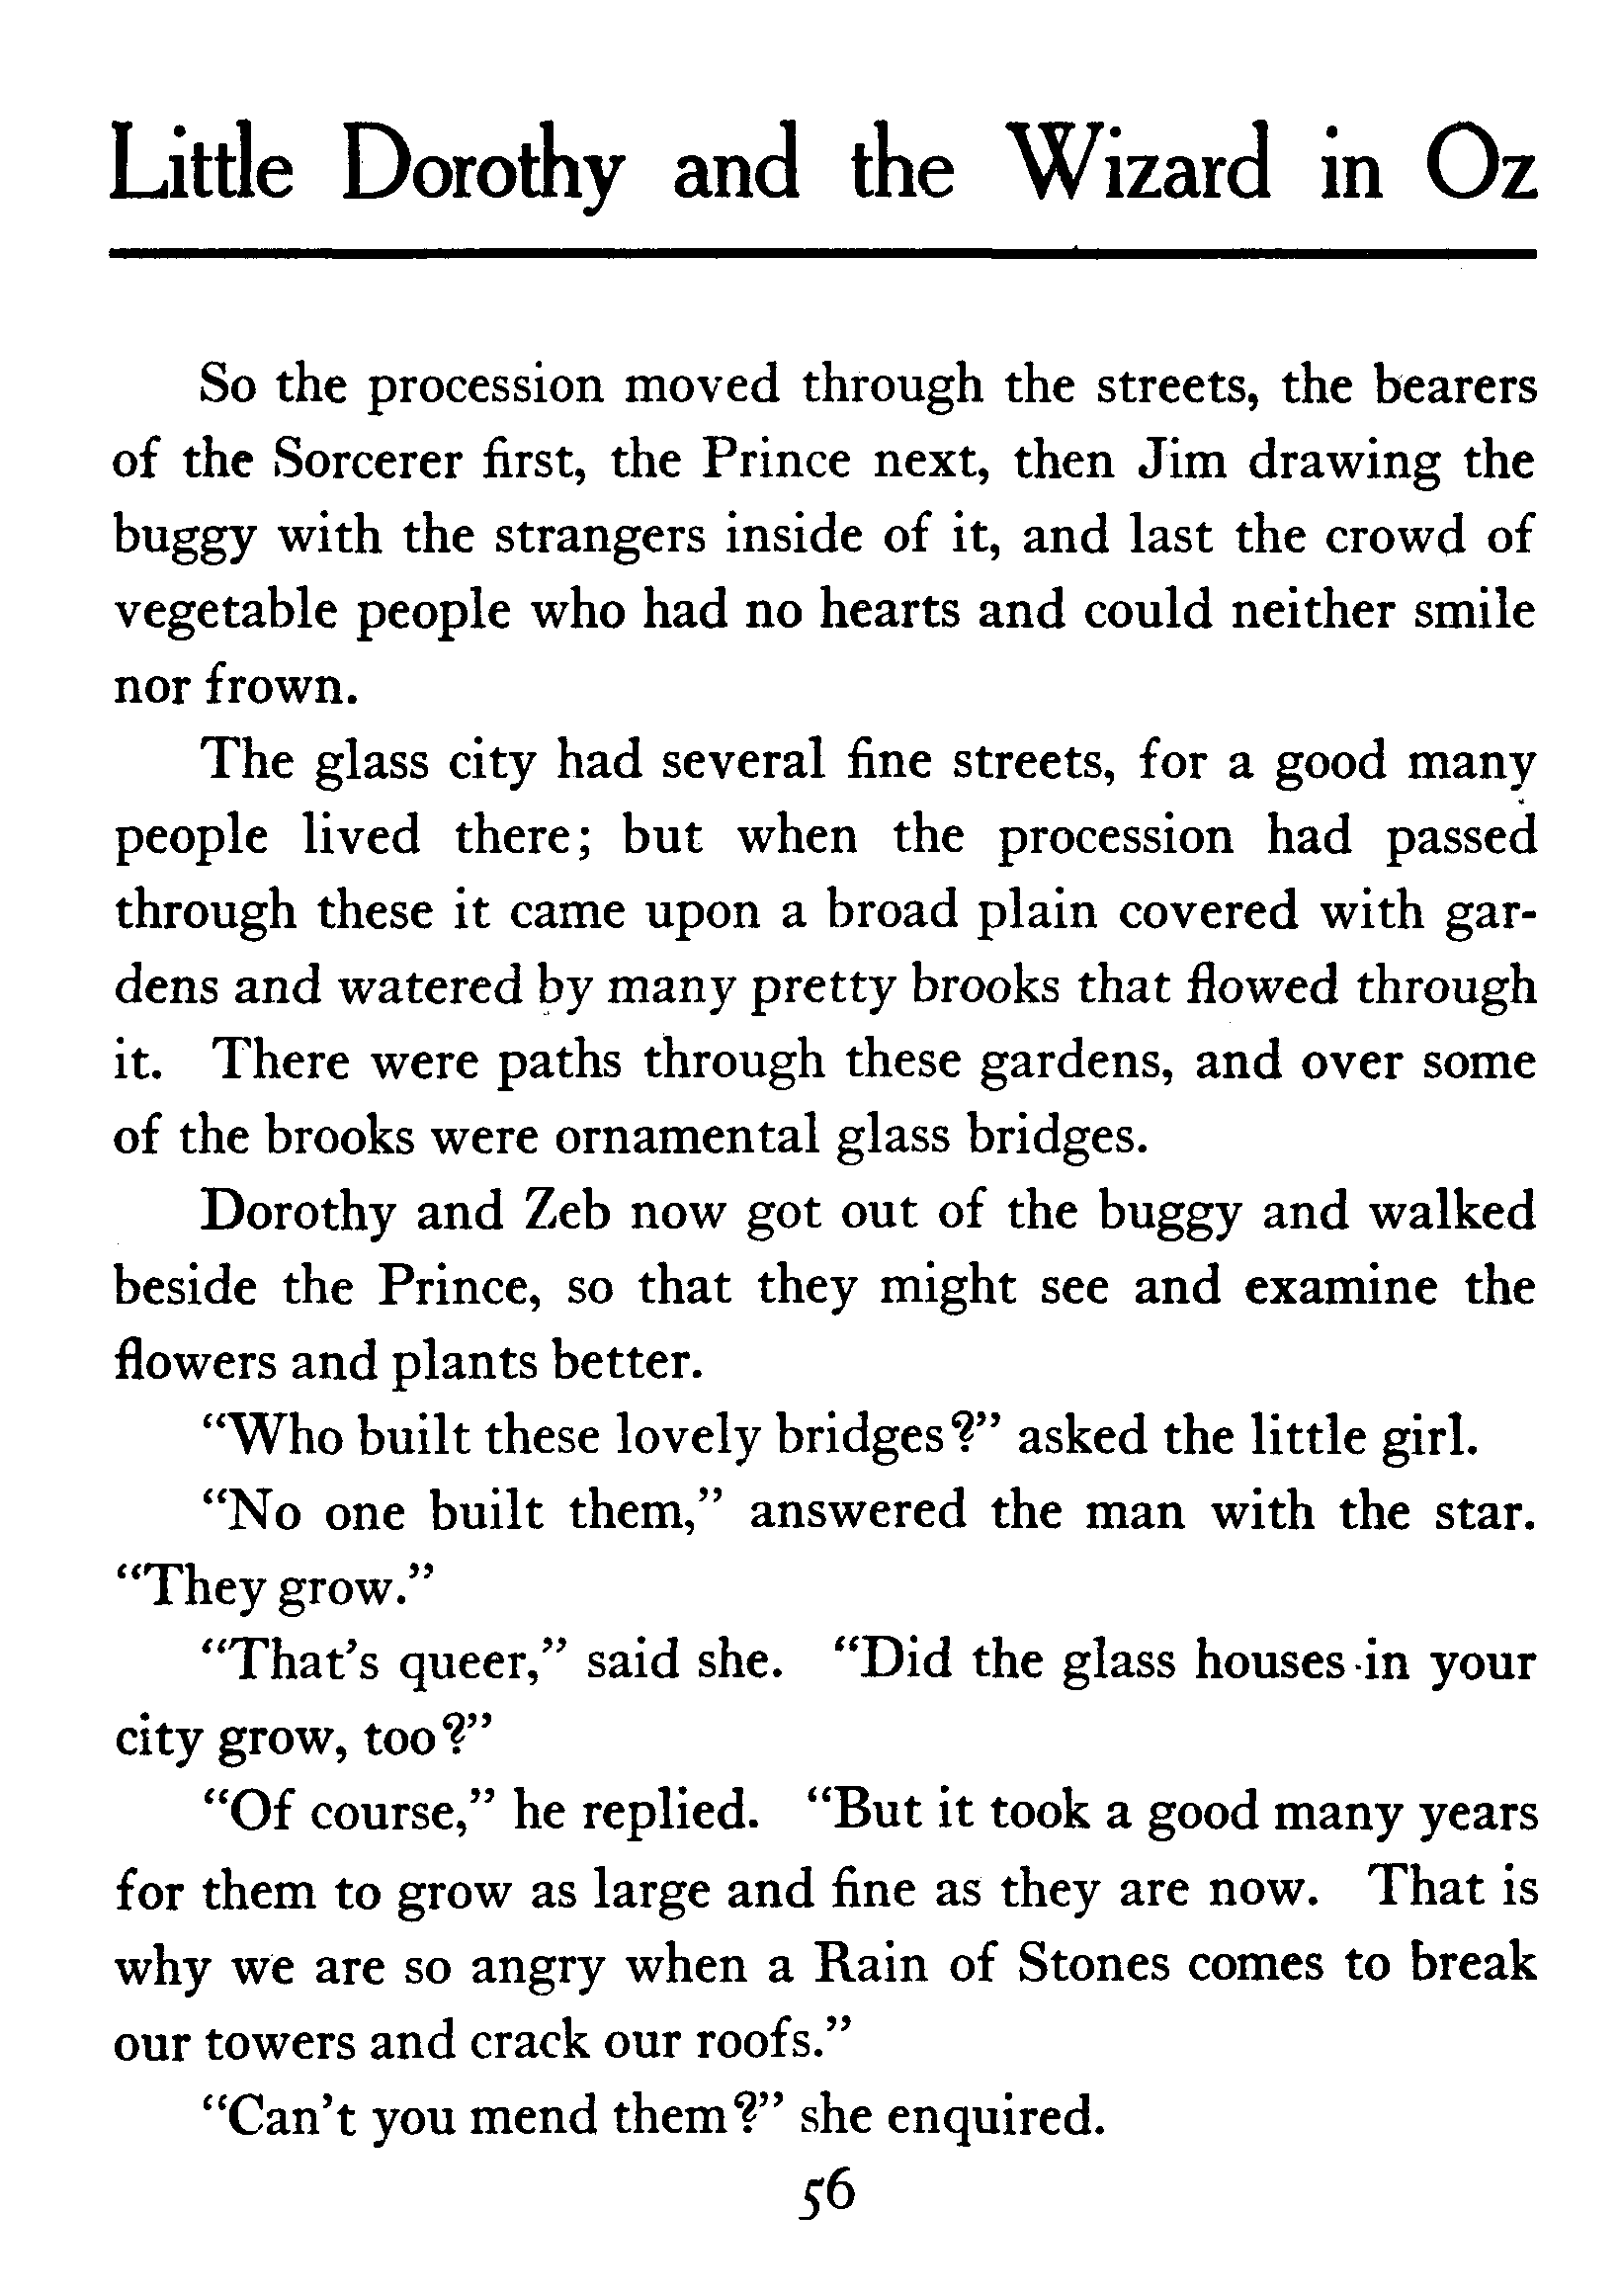 Little Dorothy and the Wizard in Oz
So the procession moved through the streets, the bearers
of the Sorcerer first, the Prince next, then Jim drawing the
buggy with the strangers inside of it, and last the crowd of
vegetable people who had no hearts and could neither smile
nor frown.
The glass city had several fine streets, for a good many
people lived there; but when the procession had passed
through these it came upon a broad plain covered with gar-
dens and watered by many pretty brooks that flowed through
it. There were paths through these gardens, and over some
of the brooks were ornamental glass bridges.
Dorothy and Zeb now got out of the buggy and walked
beside the Prince, so that they might see and examine the
flowers and plants better.
“Who built these lovely bridges?” asked the little girl.
“No one built them,” answered the man with the star.
“They grow.”
“That’s queer,” said she. “Did the glass houses in your
city grow, too?”
“Of course,” he replied. “But it took a good many years
for them to grow as large and fine as they are now. That is
why we are so angry when a Rain of Stones comes to break
our towers and crack our roofs.”
“Can’t you mend them?” she enquired.
56